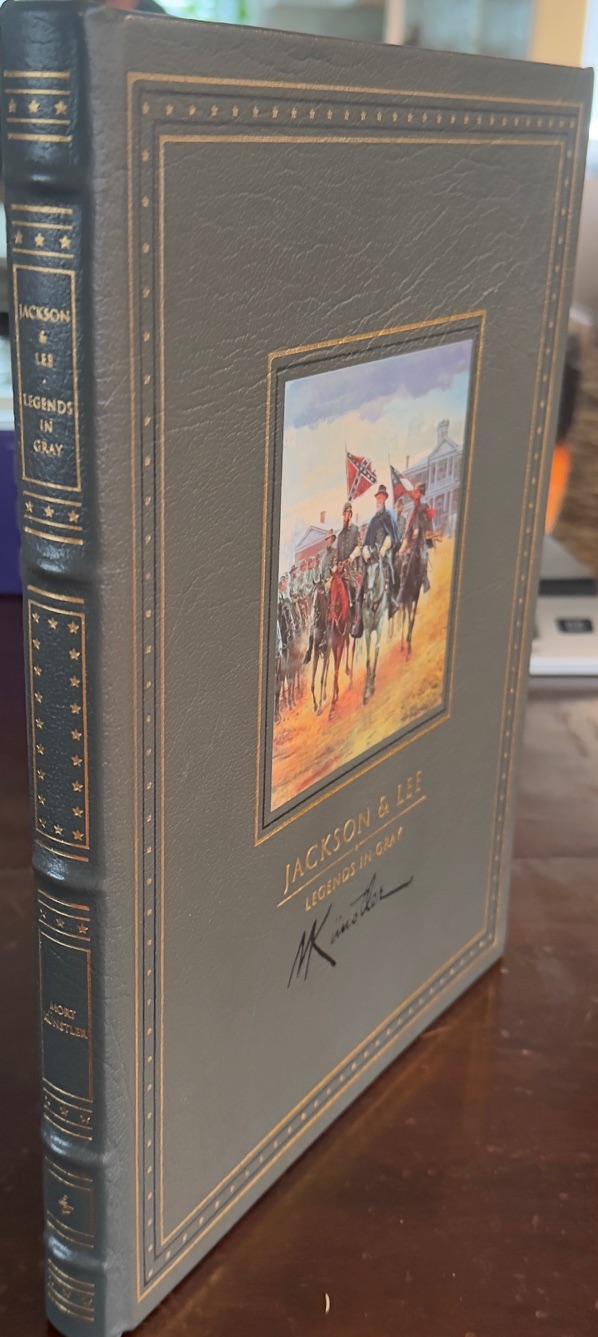 JACKSON
&
LEE
LEGENDS
IN
GRAY
MORT
KÜNSTLER
JACKSON & LEE
LEGENDS IN GRAY
MKünstler